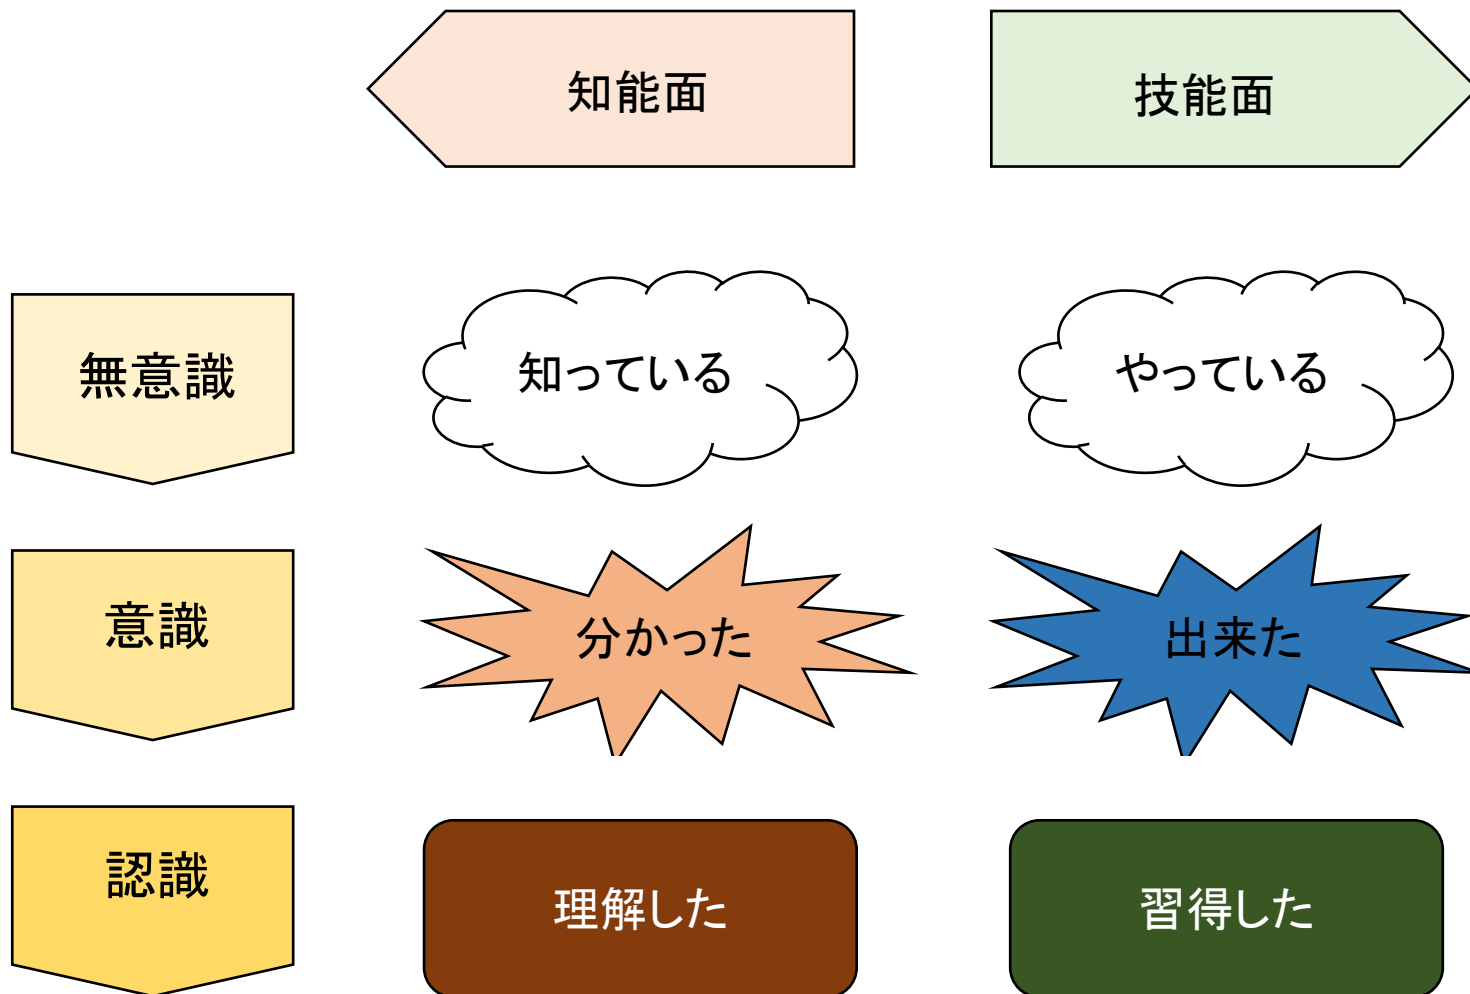 知能面
技能面
無意識
知っている
やっている
意識
分かった
出来た
認識
理解した
習得した